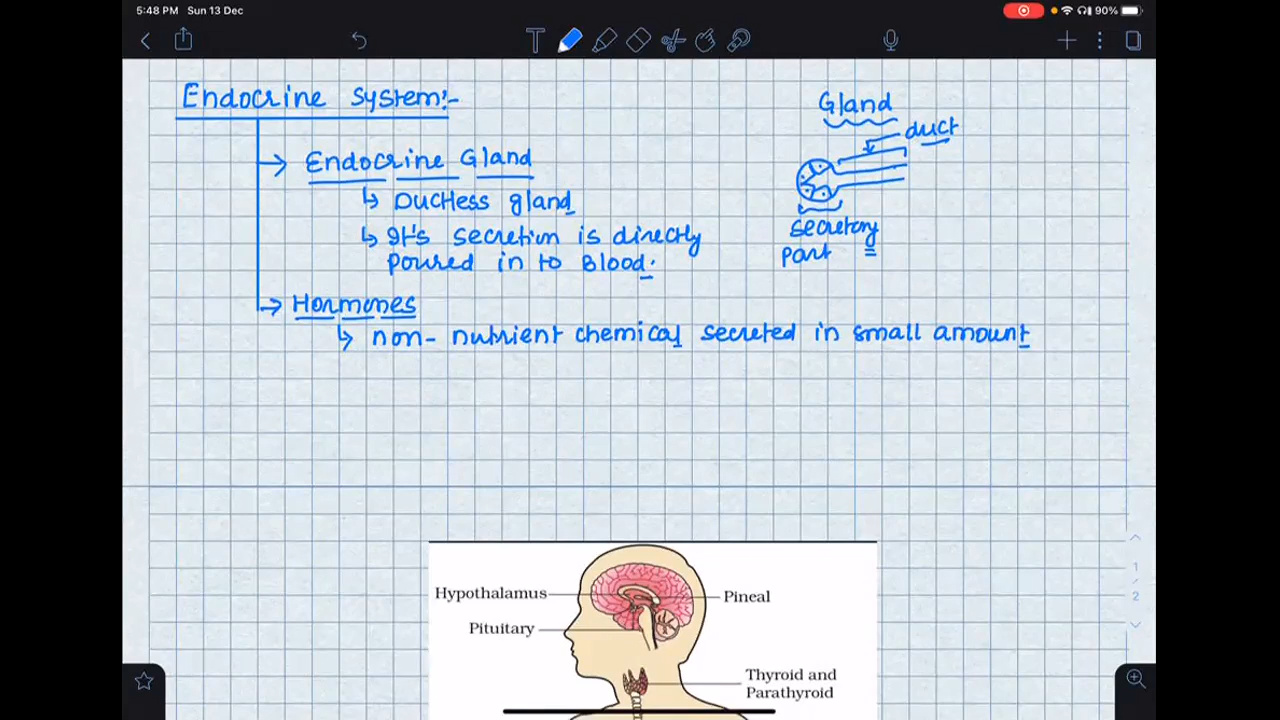 5:48 PM Sun 13 Dec
90%
Endocrine System:-
Endocrine Gland
Ductless gland
It's secretion is directly
poured in to Blood.
Hormones
non-nutrient chemical secreted in small amount
Gland
duct
secretory
part
1
2
Hypothalamus
Pineal
Pituitary
Thyroid and
Parathyroid